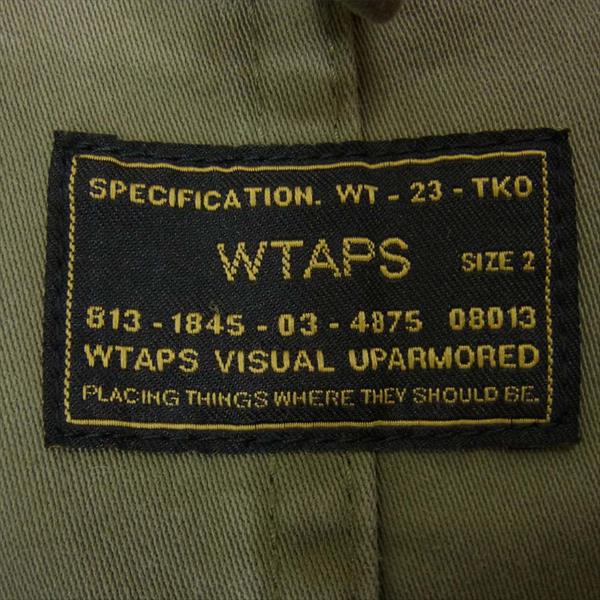 SPECIFICATION. WT - 23 - TKO
WTAPS SIZE 2
813 - 1845 - 03 - 4875 08013
WTAPS VISUAL UPARMORED
PLACING THINGS WHERE THEY SHOULD BE.